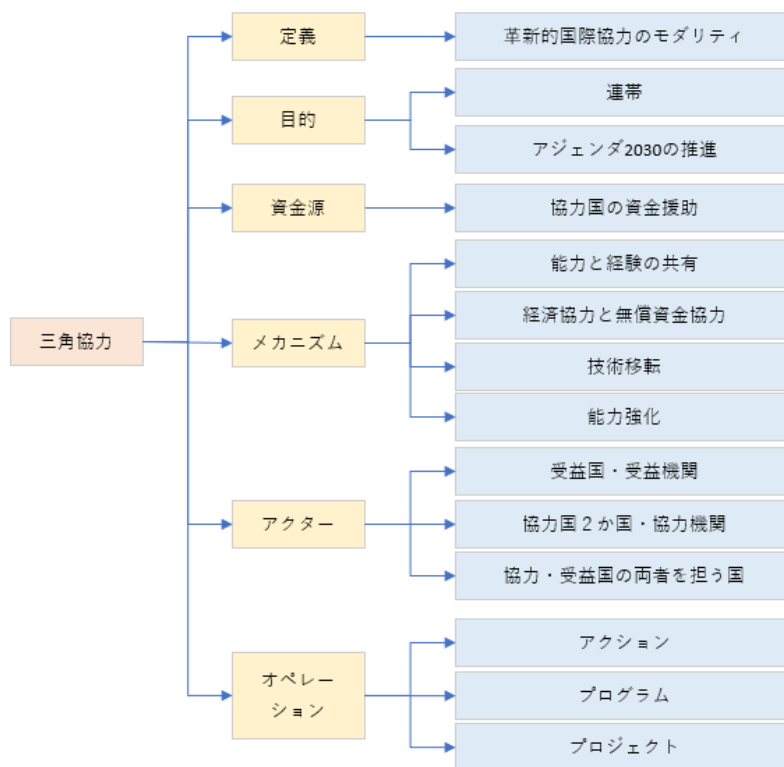 三角協力
定義
革新的国際協力のモダリティ
目的
連帯
アジェンダ2030の推進
資金源
協力国の資金援助
メカニズム
能力と経験の共有
経済協力と無償資金協力
技術移転
能力強化
アクター
受益国・受益機関
協力国２か国・協力機関
協力・受益国の両者を担う国
オペレー
ション
アクション
プログラム
プロジェクト